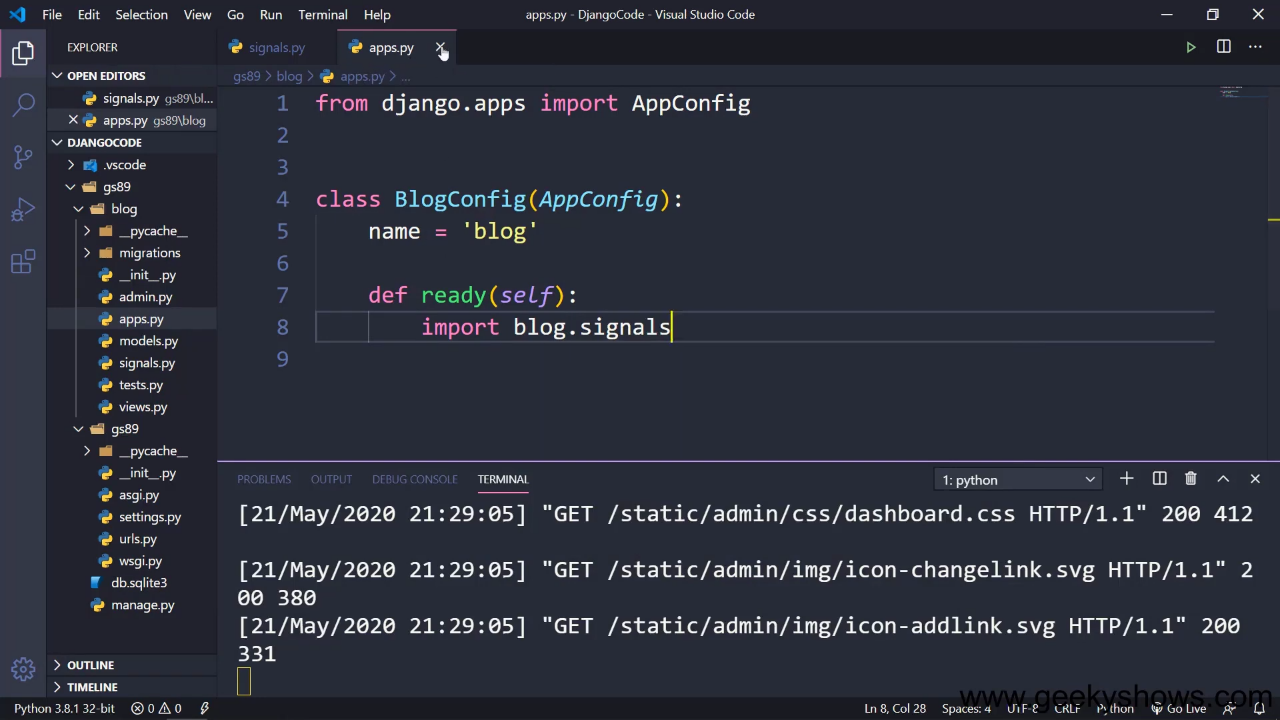 File Edit Selection View Go Run Terminal Help
apps.py - DjangoCode - Visual Studio Code
EXPLORER
OPEN EDITORS
signals.py gs89\bl...
apps.py gs89\blog
DJANGOCODE
.vscode
gs89
blog
__pycache__
migrations
__init__.py
admin.py
apps.py
models.py
signals.py
tests.py
views.py
gs89
__pycache__
__init__.py
asgi.py
settings.py
urls.py
wsgi.py
db.sqlite3
manage.py
OUTLINE
TIMELINE
signals.py apps.py
gs89 > blog > apps.py > ...
1 from django.apps import AppConfig
2
3
4 class BlogConfig(AppConfig):
5 name = 'blog'
6
7 def ready(self):
8 import blog.signals
9
PROBLEMS OUTPUT DEBUG CONSOLE TERMINAL
1: python
[21/May/2020 21:29:05] "GET /static/admin/css/dashboard.css HTTP/1.1" 200 412
[21/May/2020 21:29:05] "GET /static/admin/img/icon-changelink.svg HTTP/1.1" 2
00 380
[21/May/2020 21:29:05] "GET /static/admin/img/icon-addlink.svg HTTP/1.1" 200
331
www.geekyshows.com
Python 3.8.1 32-bit 0 0
Ln 8, Col 28 Spaces: 4 UTF-8 CRLF Python Go Live